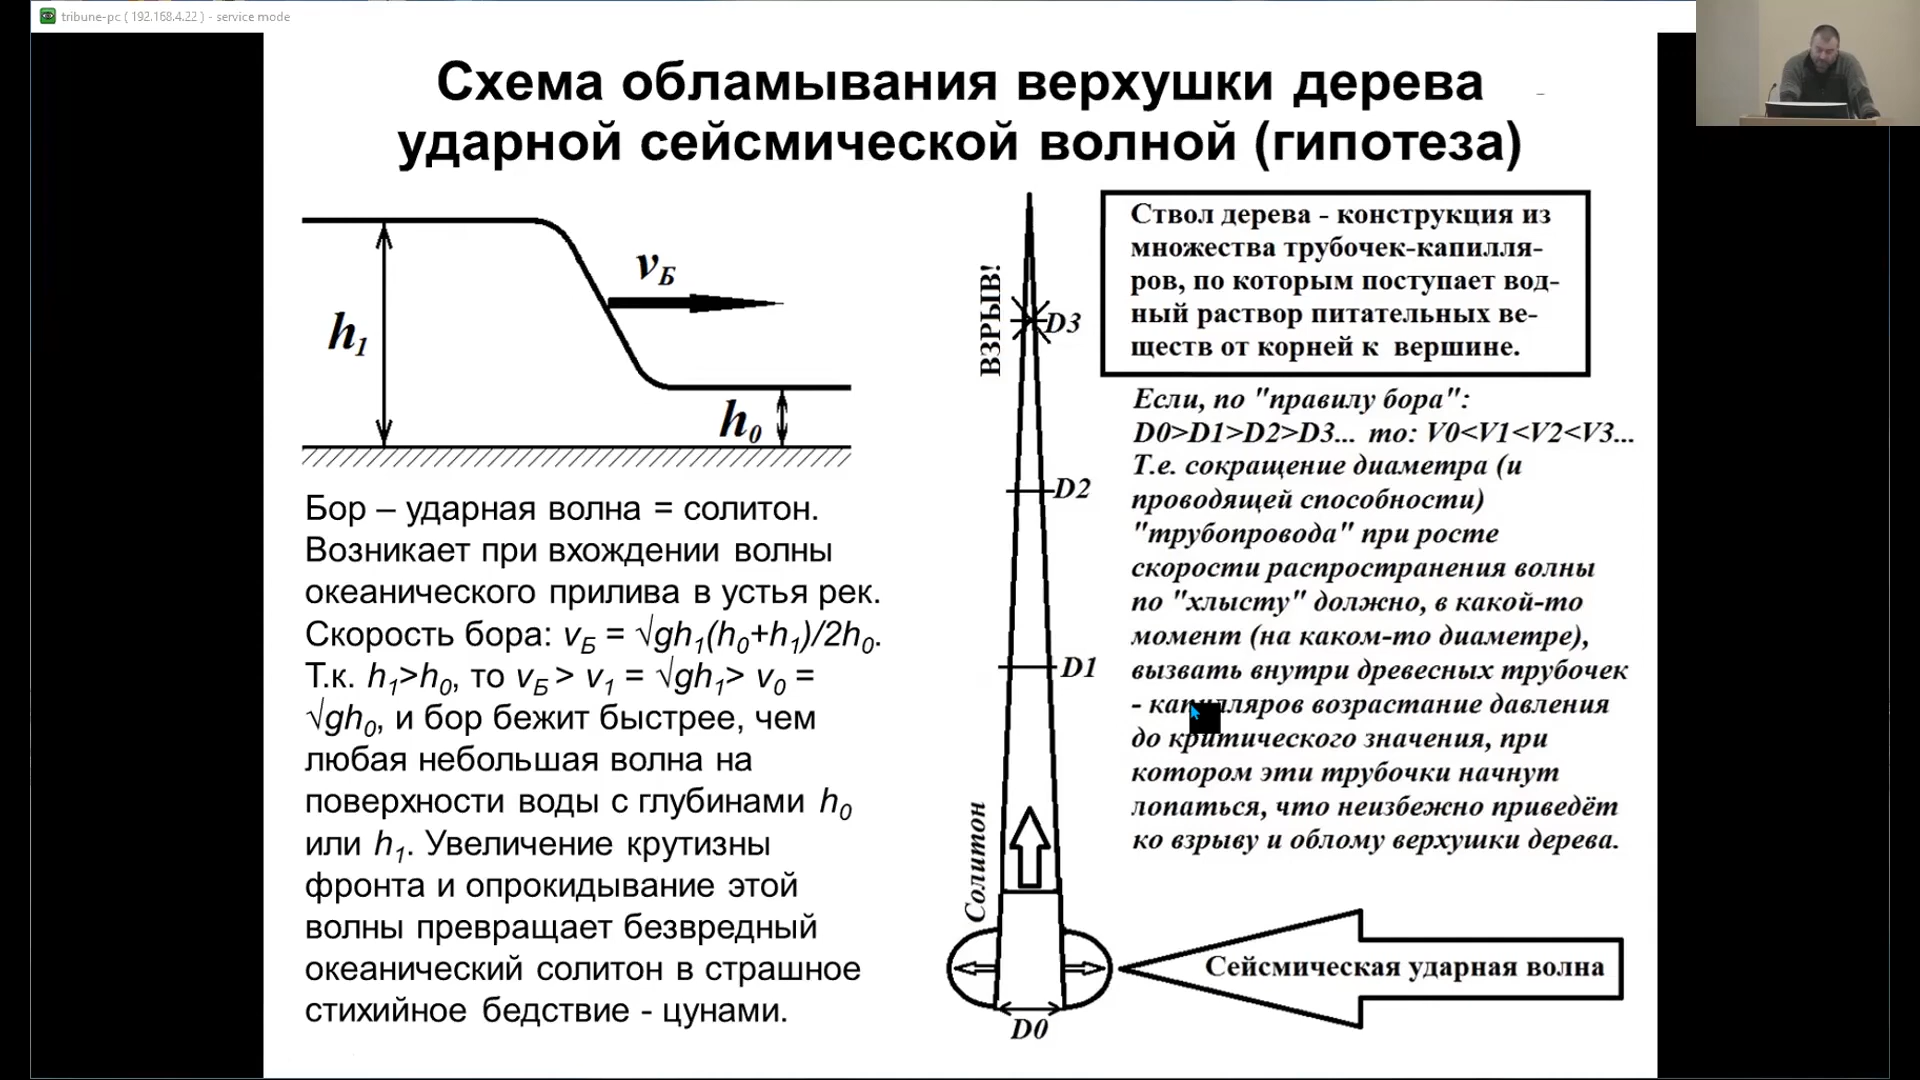 tribune-pc ( 192.168.4.22 ) - service mode
Схема обламывания верхушки дерева
ударной сейсмической волной (гипотеза)
vБ
h1
h0
Бор – ударная волна = солитон.
Возникает при вхождении волны
океанического прилива в устья рек.
Скорость бора: vБ = √gh1(h0+h1)/2h0.
Т.к. h1>h0, то vБ > v1 = √gh1> v0 =
√gh0, и бор бежит быстрее, чем
любая небольшая волна на
поверхности воды с глубинами h0
или h1. Увеличение крутизны
фронта и опрокидывание этой
волны превращает безвредный
океанический солитон в страшное
стихийное бедствие - цунами.
ВЗРЫВ!
D3
D2
D1
Солитон
D0
Ствол дерева - конструкция из
множества трубочек-капилля-
ров, по которым поступает вод-
ный раствор питательных ве-
ществ от корней к вершине.
Если, по "правилу бора":
D0>D1>D2>D3... то: V0<V1<V2<V3...
Т.е. сокращение диаметра (и
проводящей способности)
"трубопровода" при росте
скорости распространения волны
по "хлысту" должно, в какой-то
момент (на каком-то диаметре),
вызвать внутри древесных трубочек
- капилляров возрастание давления
до критического значения, при
котором эти трубочки начнут
лопаться, что неизбежно приведёт
ко взрыву и облому верхушки дерева.
Сейсмическая ударная волна